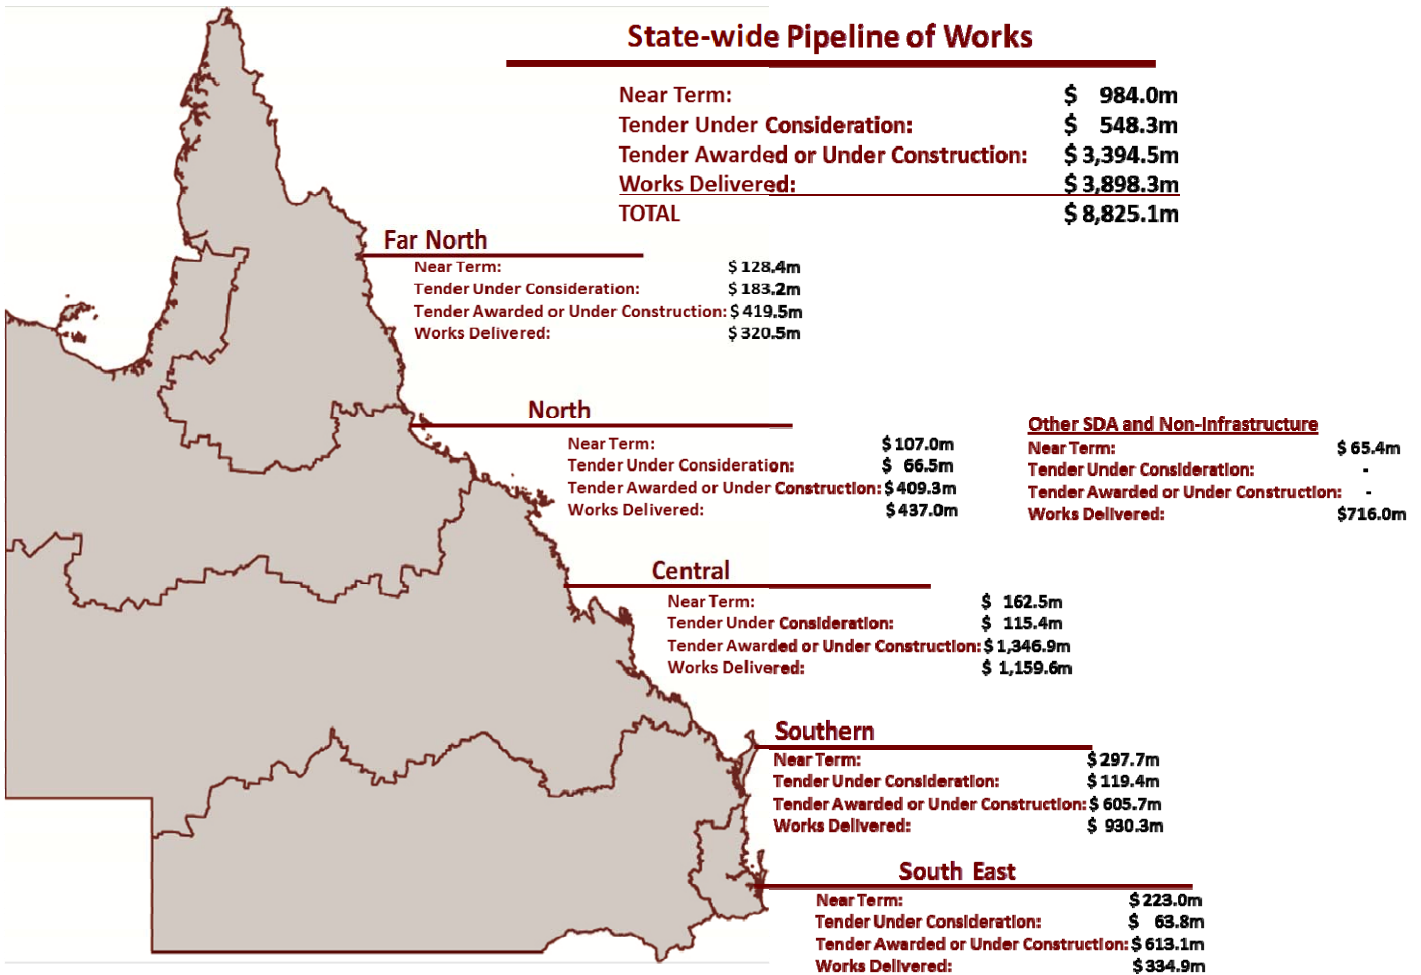 State-wide Pipeline of Works
Near Term: $ 984.0m
Tender Under Consideration: $ 548.3m
Tender Awarded or Under Construction: $ 3,394.5m
Works Delivered: $ 3,898.3m
TOTAL $ 8,825.1m
Far North
Near Term: $ 128.4m
Tender Under Consideration: $ 183.2m
Tender Awarded or Under Construction: $ 419.5m
Works Delivered: $ 320.5m
North
Near Term: $ 107.0m
Tender Under Consideration: $ 66.5m
Tender Awarded or Under Construction: $ 409.3m
Works Delivered: $ 437.0m
Other SDA and Non-Infrastructure
Near Term: $ 65.4m
Tender Under Consideration: -
Tender Awarded or Under Construction: -
Works Delivered: $716.0m
Central
Near Term: $ 162.5m
Tender Under Consideration: $ 115.4m
Tender Awarded or Under Construction: $ 1,346.9m
Works Delivered: $ 1,159.6m
Southern
Near Term: $ 297.7m
Tender Under Consideration: $ 119.4m
Tender Awarded or Under Construction: $ 605.7m
Works Delivered: $ 930.3m
South East
Near Term: $ 223.0m
Tender Under Consideration: $ 63.8m
Tender Awarded or Under Construction: $ 613.1m
Works Delivered: $ 334.9m